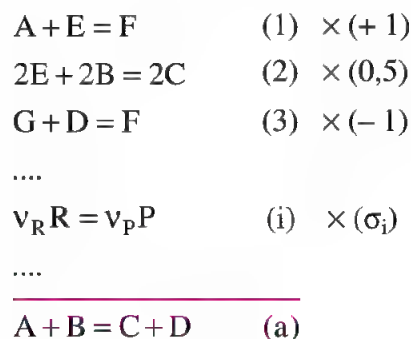 A + E = F (1) × (+ 1)
2E + 2B = 2C (2) × (0,5)
G + D = F (3) × (– 1)
....
ν_R R = ν_P P (i) × (σ_i)
....
A + B = C + D (a)